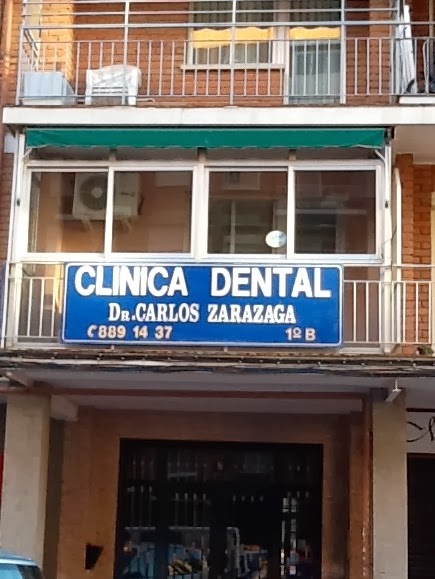 CLINICA DENTAL
DR.CARLOS ZARAZAGA
889 14 37 1º B